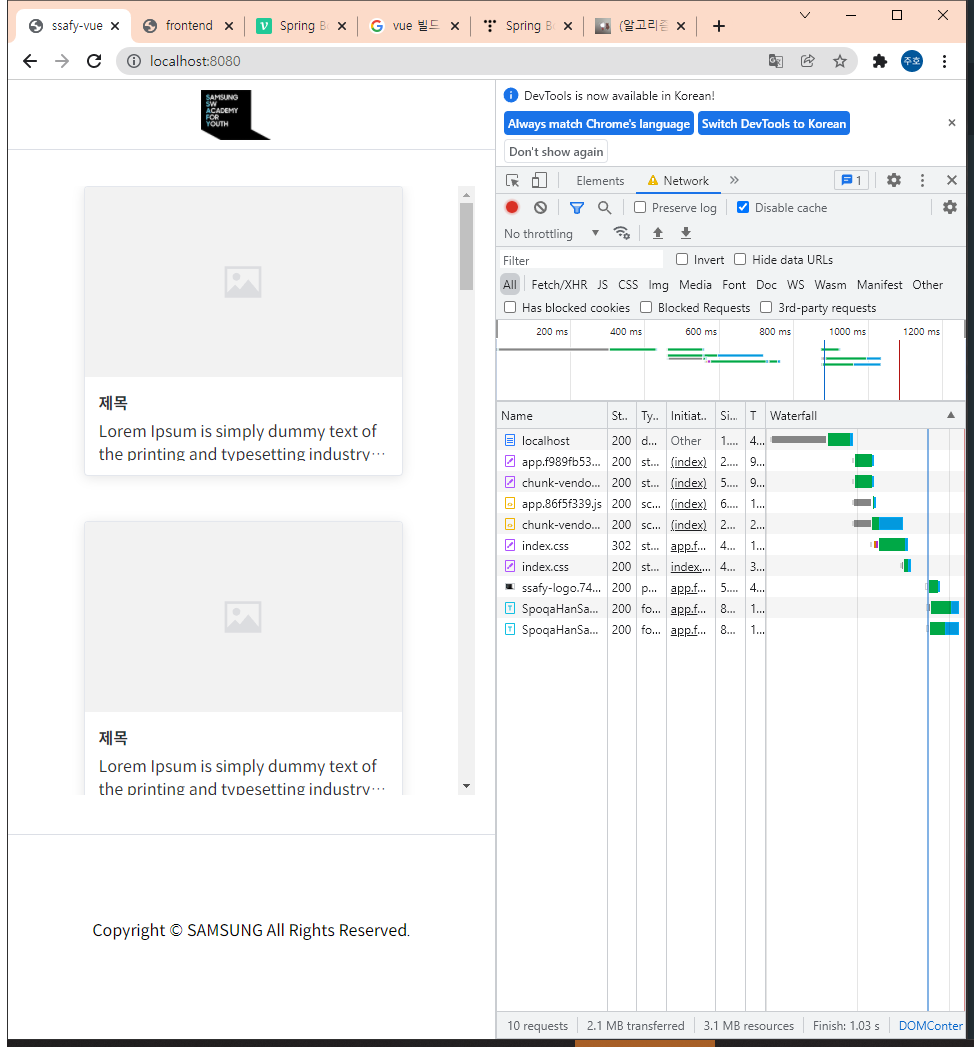 ssafy-vue
frontend
Spring B
vue 빌드
Spring B
(알고리즘
localhost:8080
주호
SAMSUNG
SW
ACADEMY
FOR
YOUTH
제목
Lorem Ipsum is simply dummy text of
the printing and typesetting industry…
제목
Lorem Ipsum is simply dummy text of
the printing and typesetting industry…
Copyright © SAMSUNG All Rights Reserved.
DevTools is now available in Korean!
Always match Chrome's language Switch DevTools to Korean
Don't show again
Elements Network 1
Preserve log Disable cache
No throttling
Filter Invert Hide data URLs
All Fetch/XHR JS CSS Img Media Font Doc WS Wasm Manifest Other
Has blocked cookies Blocked Requests 3rd-party requests
200 ms 400 ms 600 ms 800 ms 1000 ms 1200 ms
Name St.. Ty.. Initiat.. Si... T Waterfall
localhost 200 d... Other 1.... 4...
app.f989fb53... 200 st... (index) 2.... 9...
chunk-vendo... 200 st... (index) 5.... 9...
app.86f5f339.js 200 sc... (index) 6.... 1...
chunk-vendo... 200 sc... (index) 2... 2...
index.css 302 st... app.f... 4... 1...
index.css 200 st... index.... 4... 3...
ssafy-logo.74... 200 p... app.f... 5.... 4...
SpoqaHanSa... 200 fo... app.f... 8... 1...
SpoqaHanSa... 200 fo... app.f... 8... 1...
10 requests 2.1 MB transferred 3.1 MB resources Finish: 1.03 s DOMConter